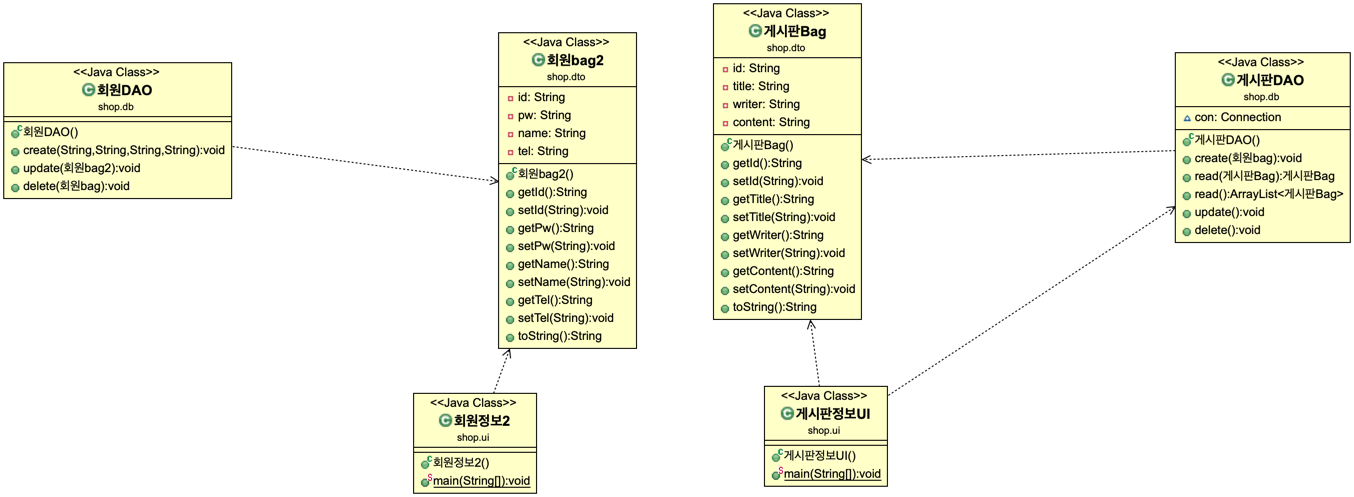 <<Java Class>>
회원DAO
shop.db
회원DAO()
create(String,String,String,String):void
update(회원bag2):void
delete(회원bag):void
<<Java Class>>
회원bag2
shop.dto
id: String
pw: String
name: String
tel: String
회원bag2()
getId():String
setId(String):void
getPw():String
setPw(String):void
getName():String
setName(String):void
getTel():String
setTel(String):void
toString():String
<<Java Class>>
회원정보2
shop.ui
회원정보2()
main(String[]):void
<<Java Class>>
게시판Bag
shop.dto
id: String
title: String
writer: String
content: String
게시판Bag()
getId():String
setId(String):void
getTitle():String
setTitle(String):void
getWriter():String
setWriter(String):void
getContent():String
setContent(String):void
toString():String
<<Java Class>>
게시판정보UI
shop.ui
게시판정보UI()
main(String[]):void
<<Java Class>>
게시판DAO
shop.db
con: Connection
게시판DAO()
create(회원bag):void
read(게시판Bag):게시판Bag
read():ArrayList<게시판Bag>
update():void
delete():void